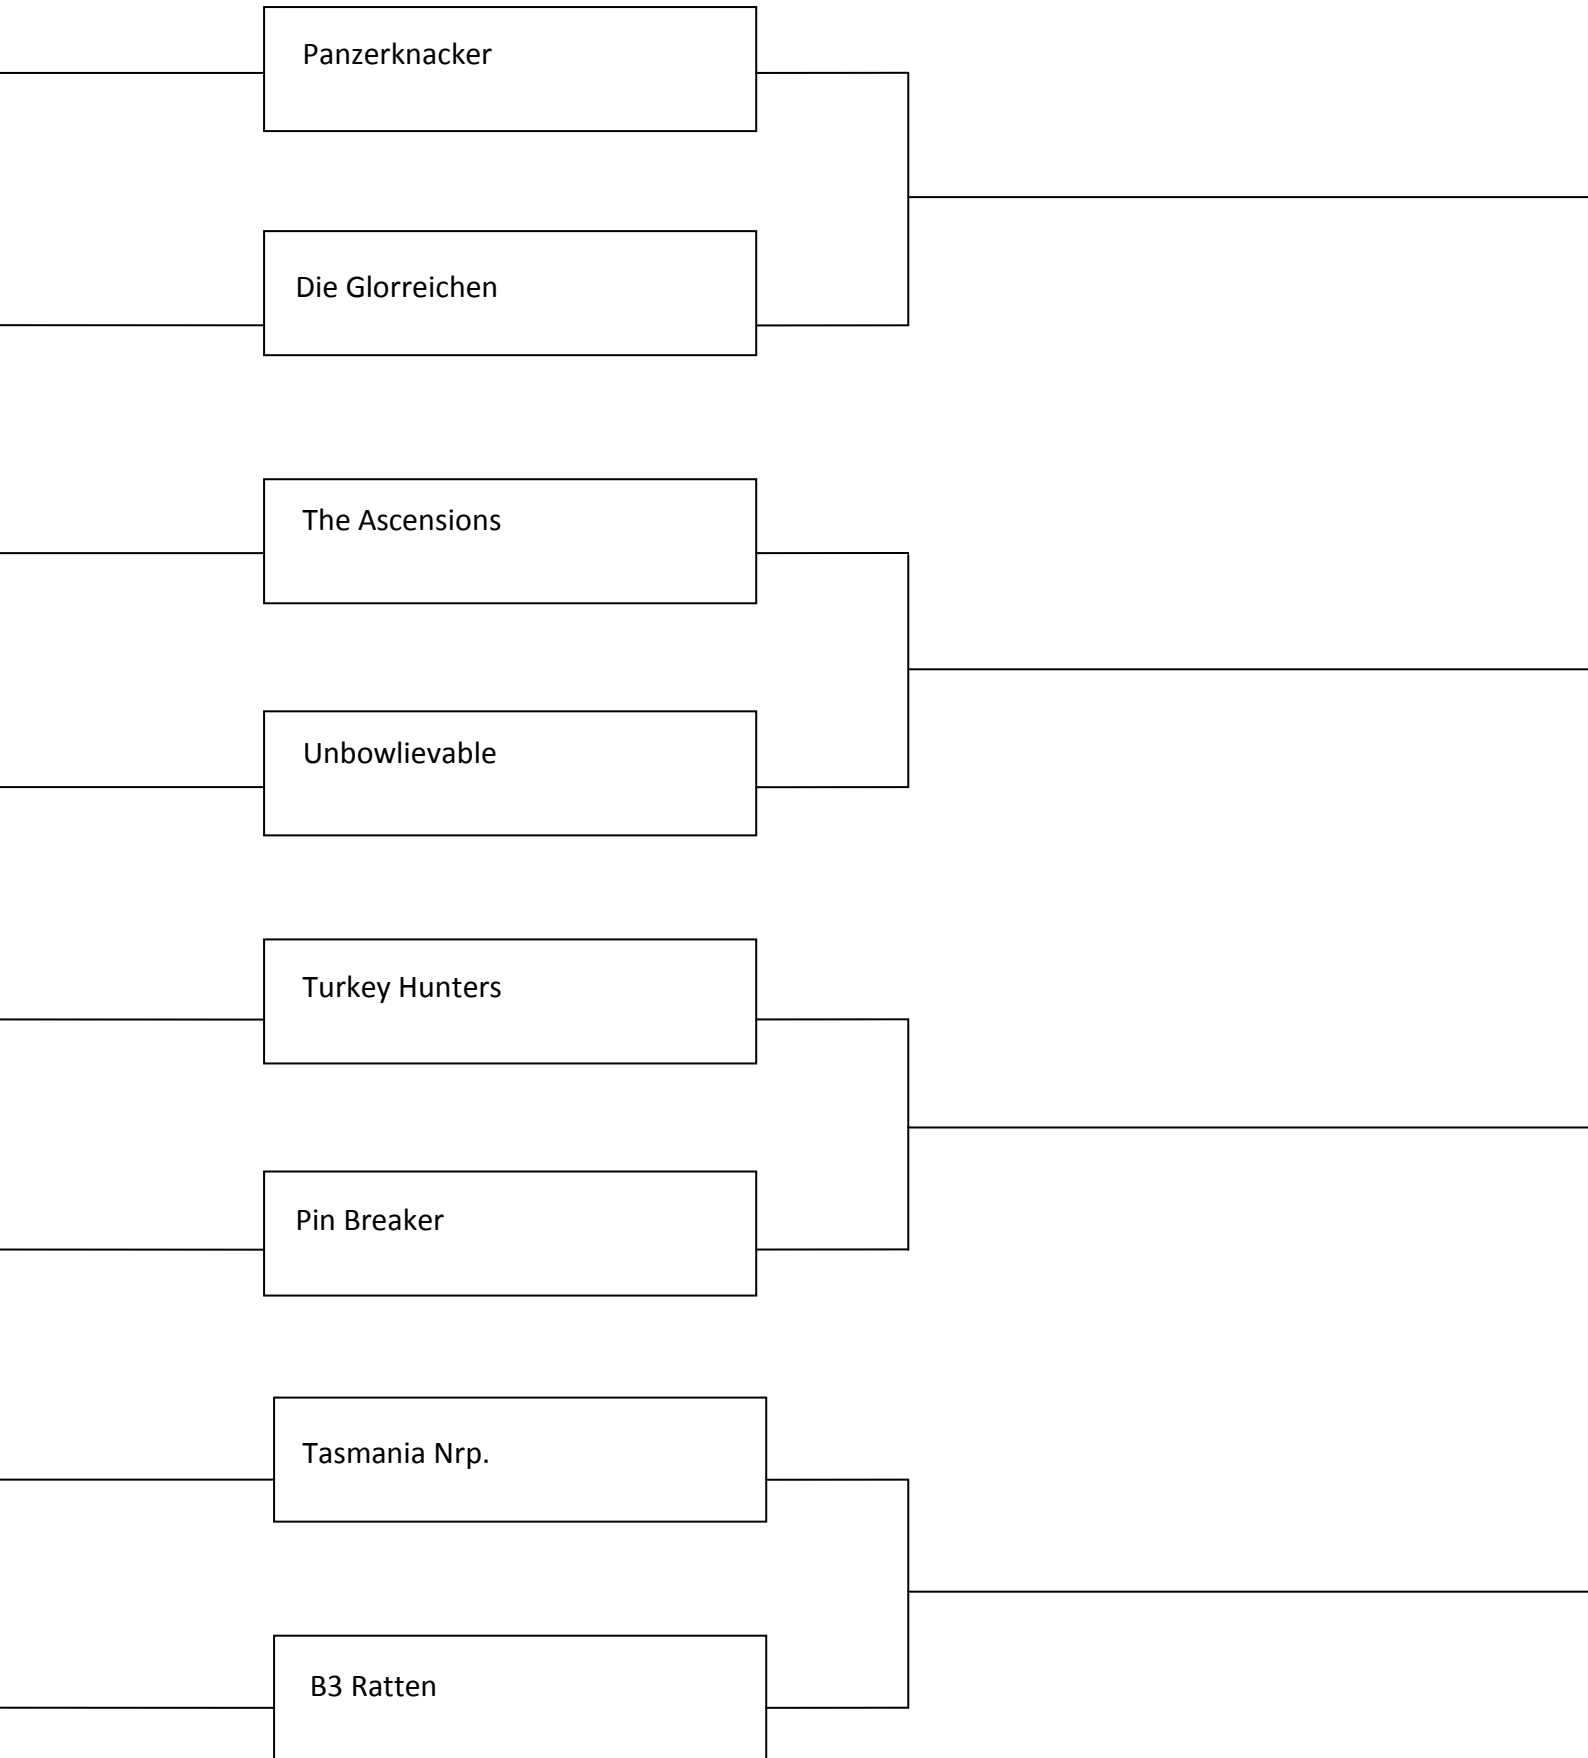 Panzerknacker
Die Glorreichen
The Ascensions
Unbowlievable
Turkey Hunters
Pin Breaker
Tasmania Nrp.
B3 Ratten